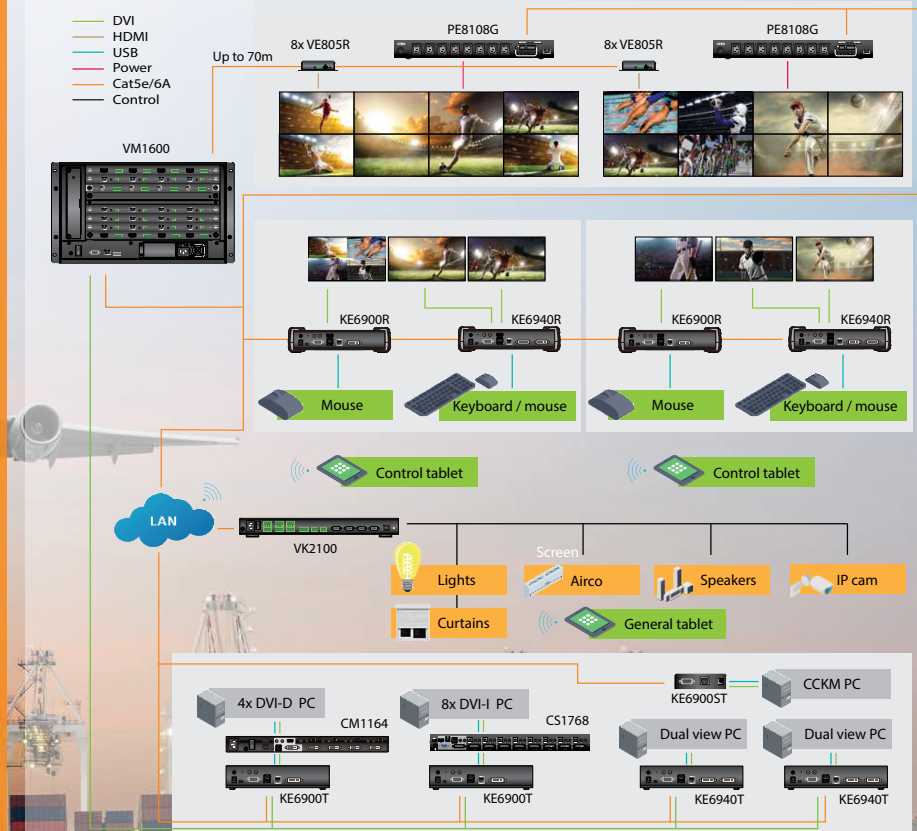 DVI
HDMI
USB
Power
Cat5e/6A
Control
Up to 70m
8x VE805R
PE8108G
8x VE805R
PE8108G
VM1600
KE6900R
KE6940R
KE6900R
KE6940R
Mouse
Keyboard / mouse
Mouse
Keyboard / mouse
Control tablet
Control tablet
LAN
VK2100
Screen
Lights
Airco
Speakers
IP cam
Curtains
General tablet
KE6900ST
CCKM PC
4x DVI-D PC
8x DVI-I PC
CM1164
CS1768
Dual view PC
Dual view PC
KE6900T
KE6900T
KE6940T
KE6940T